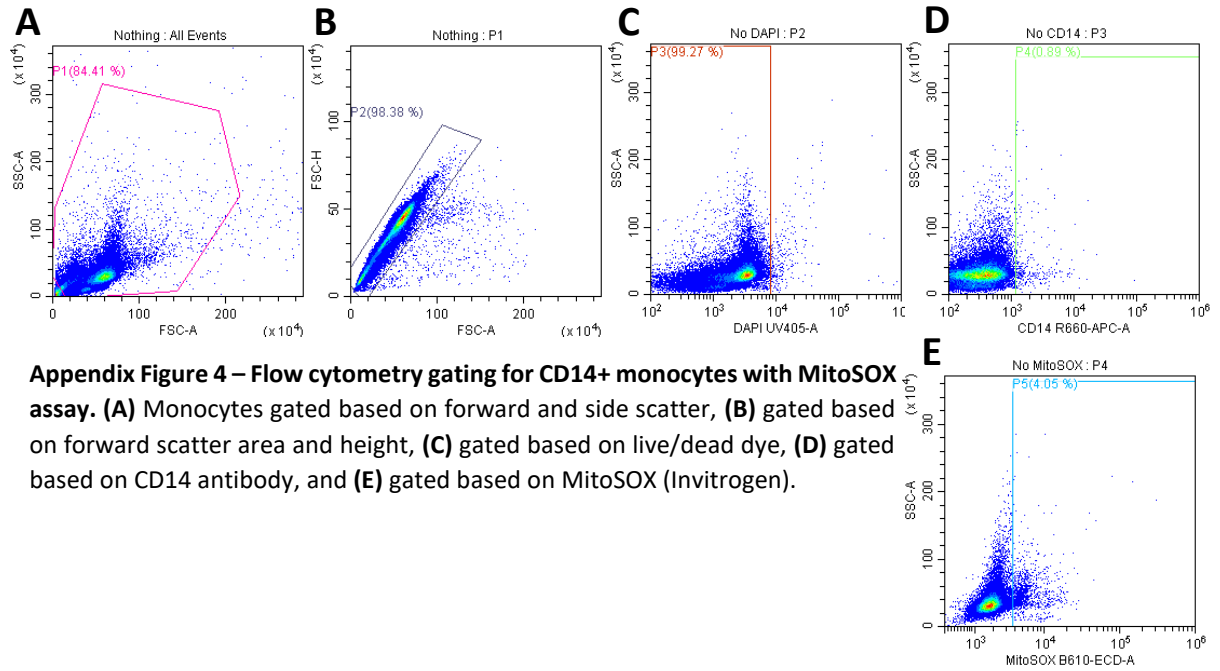 A
Nothing : All Events
(x 10⁴)
P1(84.41 %)
SSC-A
300
200
100
0
0 100 200
FSC-A (x 10⁴)
B
Nothing : P1
(x 10⁴)
P2(98.38 %)
FSC-H
100
50
0
0 100 200
FSC-A (x 10⁴)
C
No DAPI : P2
(x 10⁴)
P3(99.27 %)
SSC-A
300
200
100
0
10² 10³ 10⁴ 10⁵
DAPI UV405-A
D
No CD14 : P3
(x 10⁴)
P4(0.89 %)
SSC-A
300
200
100
0
10² 10³ 10⁴ 10⁵ 10⁶
CD14 R660-APC-A
Appendix Figure 4 – Flow cytometry gating for CD14+ monocytes with MitoSOX
assay. (A) Monocytes gated based on forward and side scatter, (B) gated based
on forward scatter area and height, (C) gated based on live/dead dye, (D) gated
based on CD14 antibody, and (E) gated based on MitoSOX (Invitrogen).
E
No MitoSOX : P4
(x 10⁴)
P5(4.05 %)
SSC-A
300
200
100
0
10³ 10⁴ 10⁵ 10⁶
MitoSOX B610-ECD-A